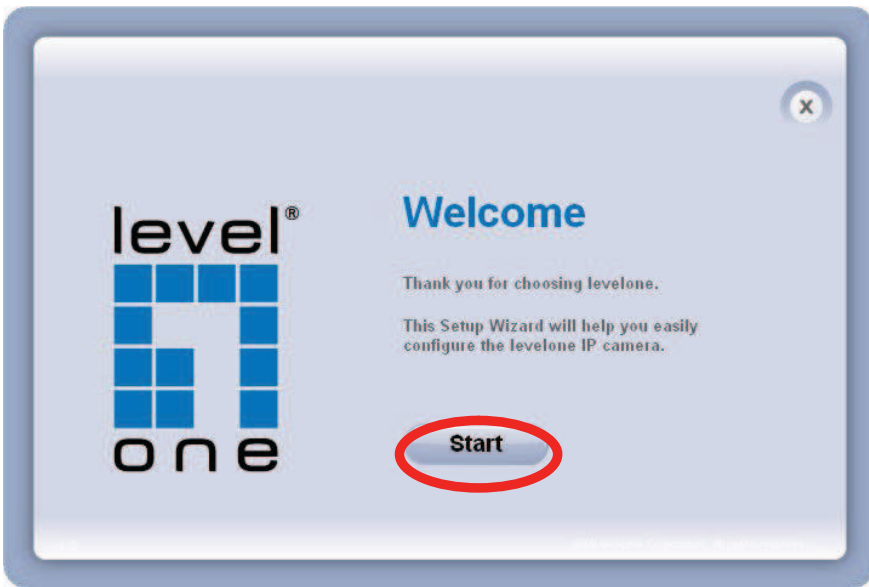 X
level®
one
Welcome
Thank you for choosing levelone.
This Setup Wizard will help you easily
configure the levelone IP camera.
Start